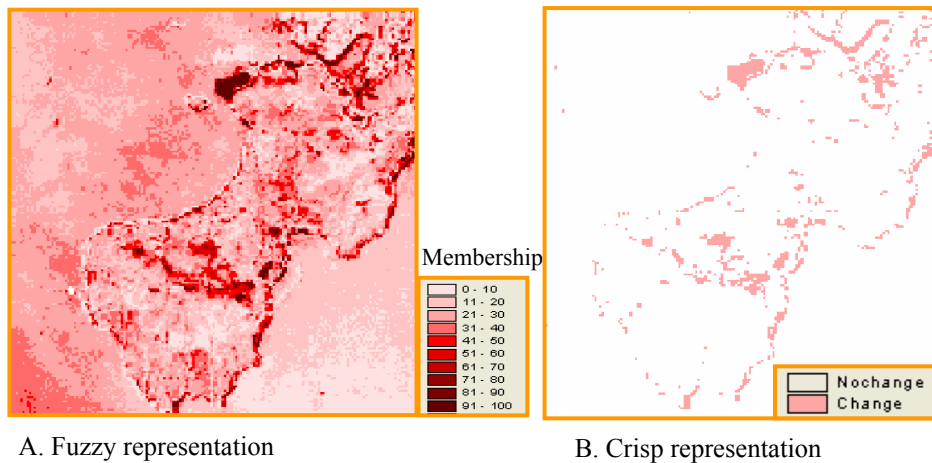 Membership
0 - 10
11 - 20
21 - 30
31 - 40
41 - 50
51 - 60
61 - 70
71 - 80
81 - 90
91 - 100
Nochange
Change
A. Fuzzy representation
B. Crisp representation